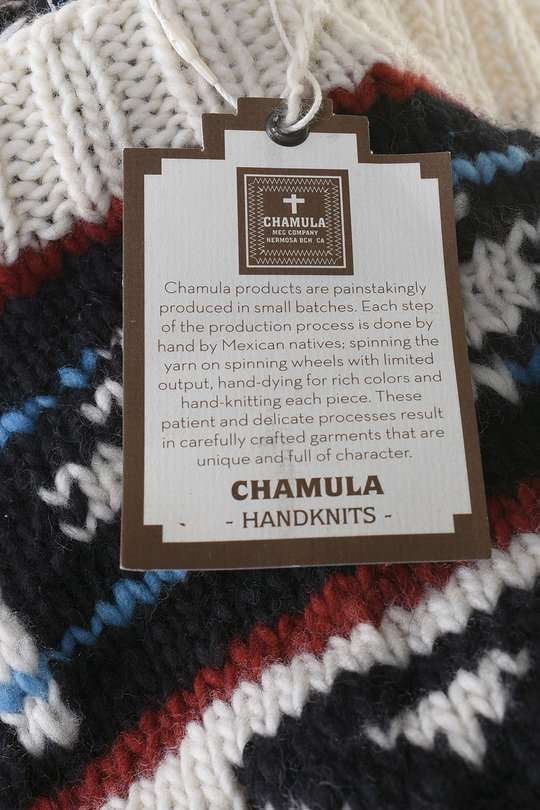 CHAMULA
MFG COMPANY
HERMOSA BCH. CA
Chamula products are painstakingly
produced in small batches. Each step
of the production process is done by
hand by Mexican natives; spinning the
yarn on spinning wheels with limited
output, hand-dying for rich colors and
hand-knitting each piece. These
patient and delicate processes result
in carefully crafted garments that are
unique and full of character.
CHAMULA
- HANDKNITS -